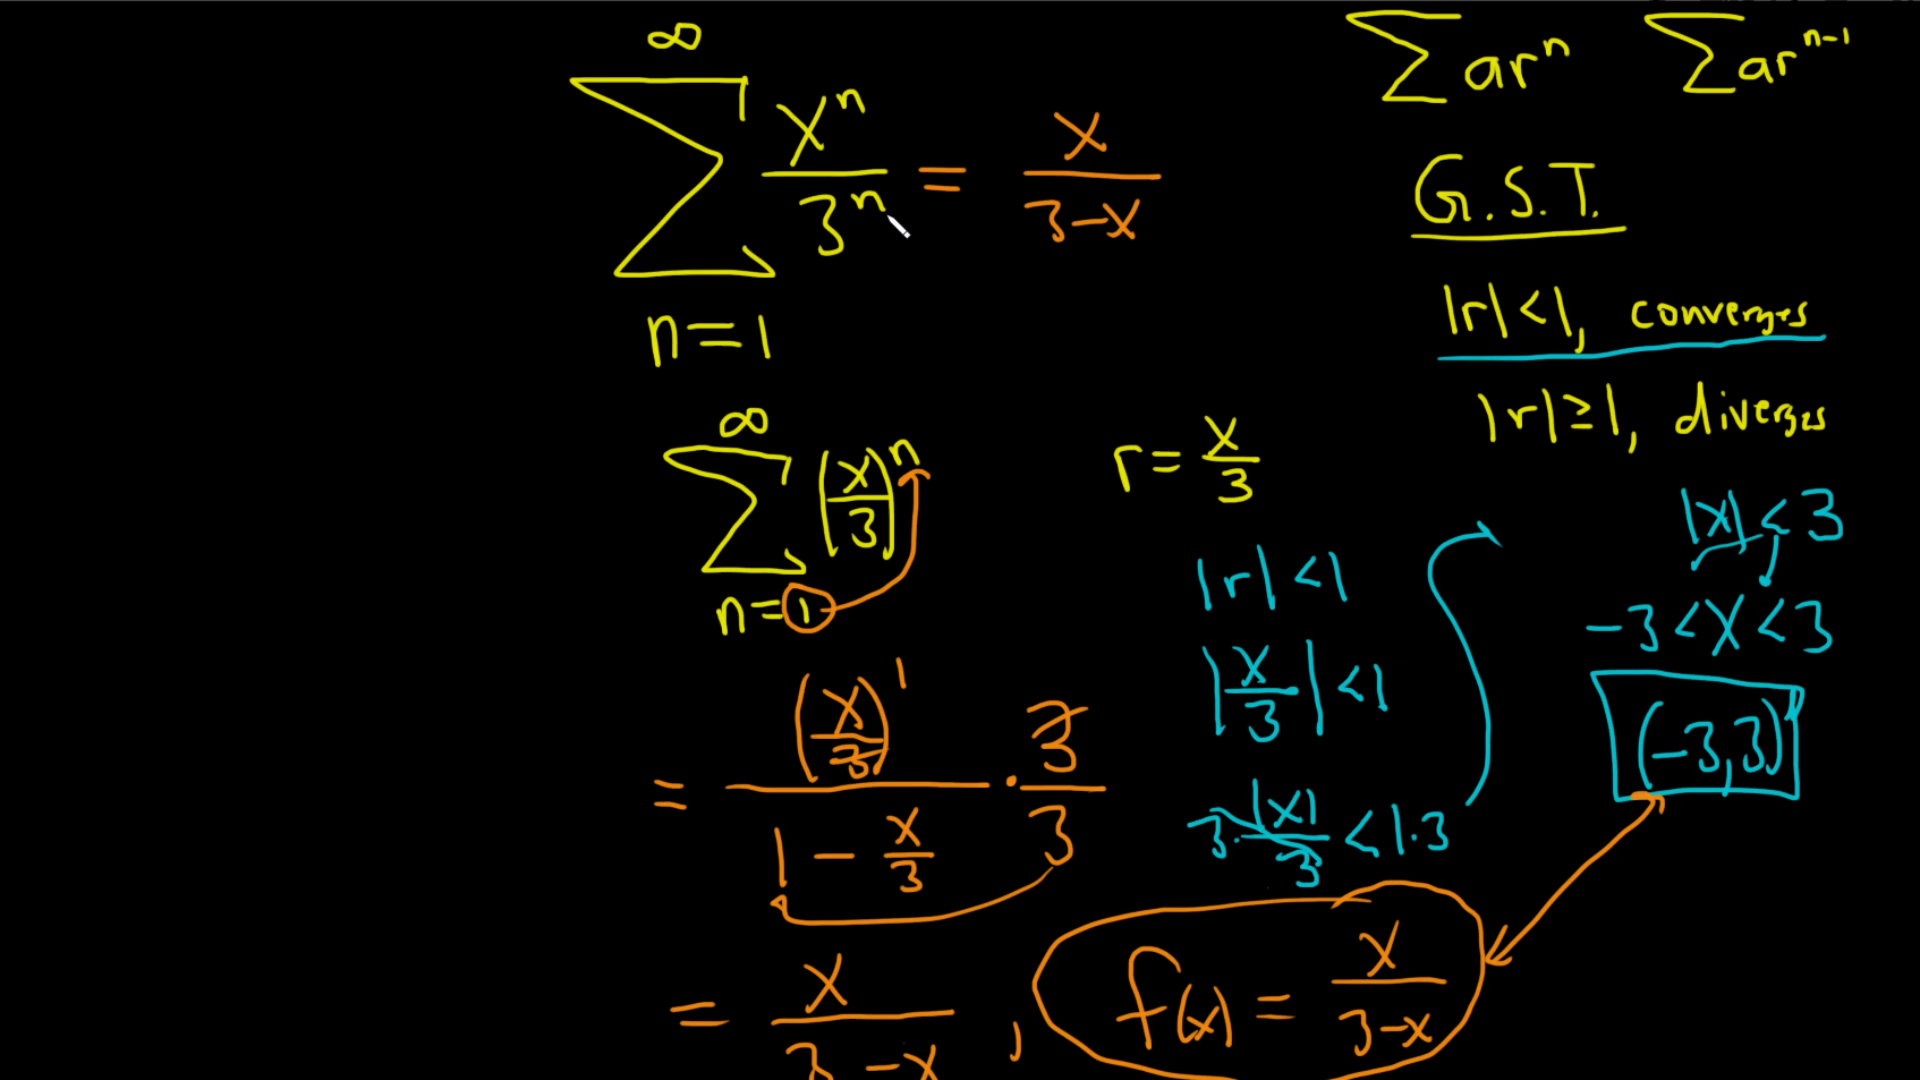 ∞
∑ xⁿ/3ⁿ = x/(3-x)
n=1
∑ arⁿ ∑ arⁿ⁻¹
G.S.T.
|r|<1, converges
|r|≥1, diverges
∞
∑ (x/3)ⁿ
n=1
r = x/3
|r|<1
|x/3|<1
3·|x|/3 < 1·3
|x|<3
-3<x<3
(-3,3)
= (x/3)¹/(1 - x/3) · 3/3
= x/(3-x) , f(x) = x/(3-x)